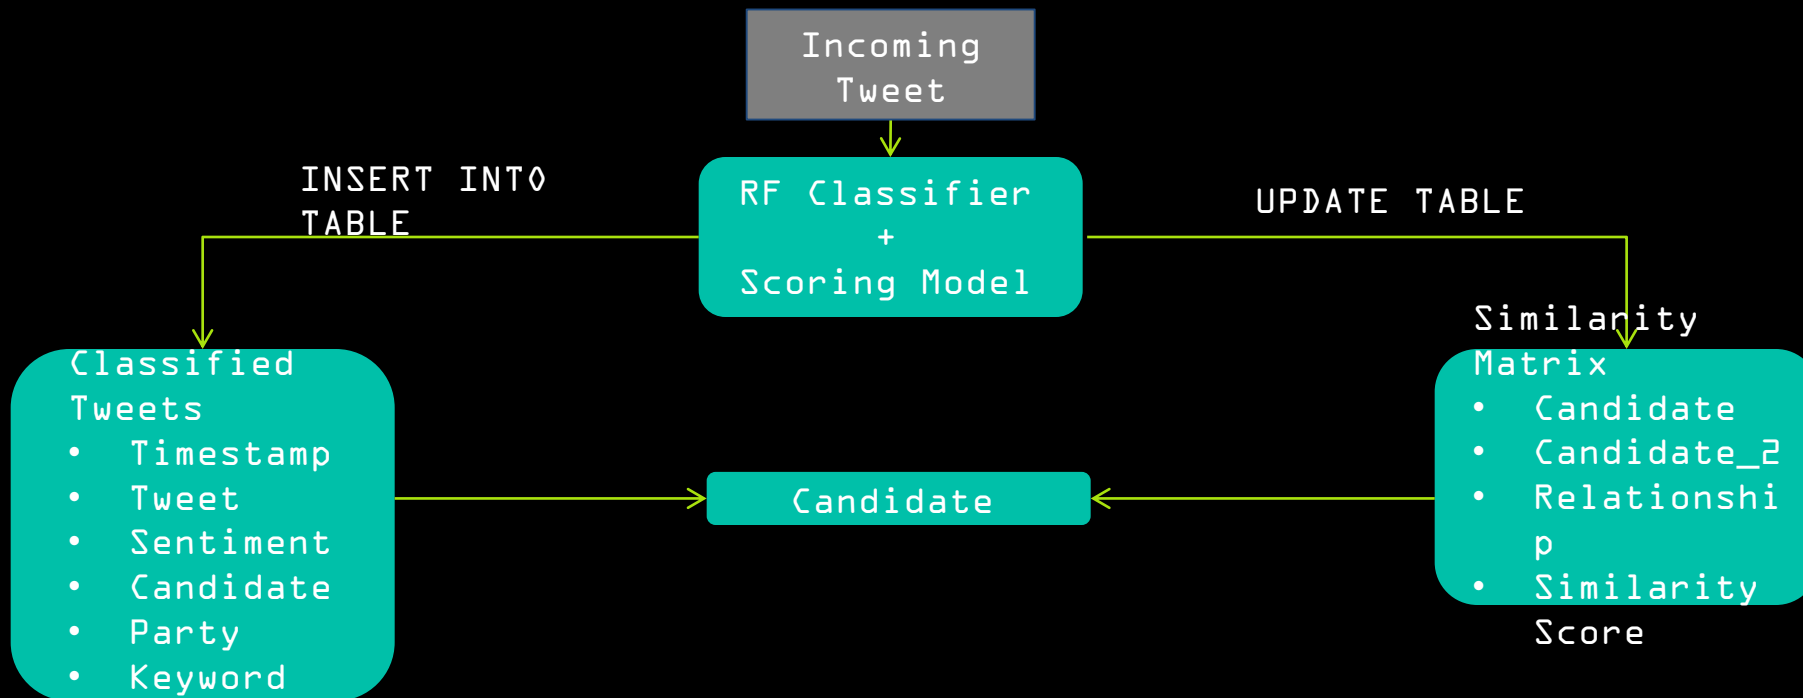 Incoming
Tweet
INSERT INTO
TABLE
RF Classifier
+
Scoring Model
UPDATE TABLE
Classified
Tweets
• Timestamp
• Tweet
• Sentiment
• Candidate
• Party
• Keyword
Candidate
Similarity
Matrix
• Candidate
• Candidate_2
• Relationshi
p
• Similarity
Score